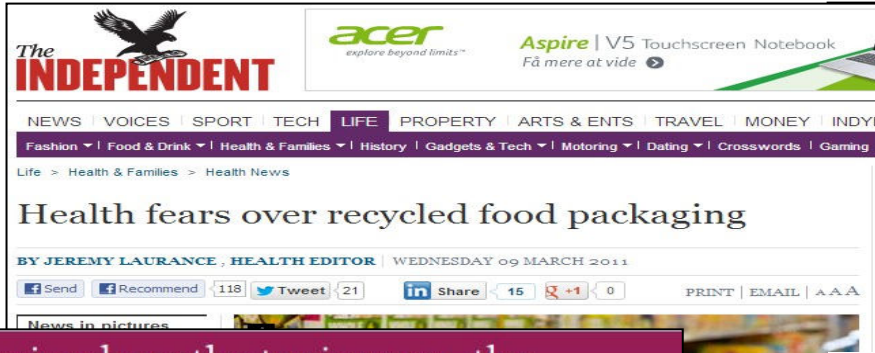 The
INDEPENDENT
acer
explore beyond limits™
Aspire | V5 Touchscreen Notebook
Få mere at vide
NEWS VOICES SPORT TECH LIFE PROPERTY ARTS & ENTS TRAVEL MONEY
Fashion | Food & Drink | Health & Families | History | Gadgets & Tech | Motoring | Dating | Crosswords | Gaming
Life > Health & Families > Health News
Health fears over recycled food packaging
BY JEREMY LAURANCE , HEALTH EDITOR | WEDNESDAY 09 MARCH 2011
Send Recommend 118 Tweet 21 in Share 15 +1 0 PRINT | EMAIL | A A A
News in pictures